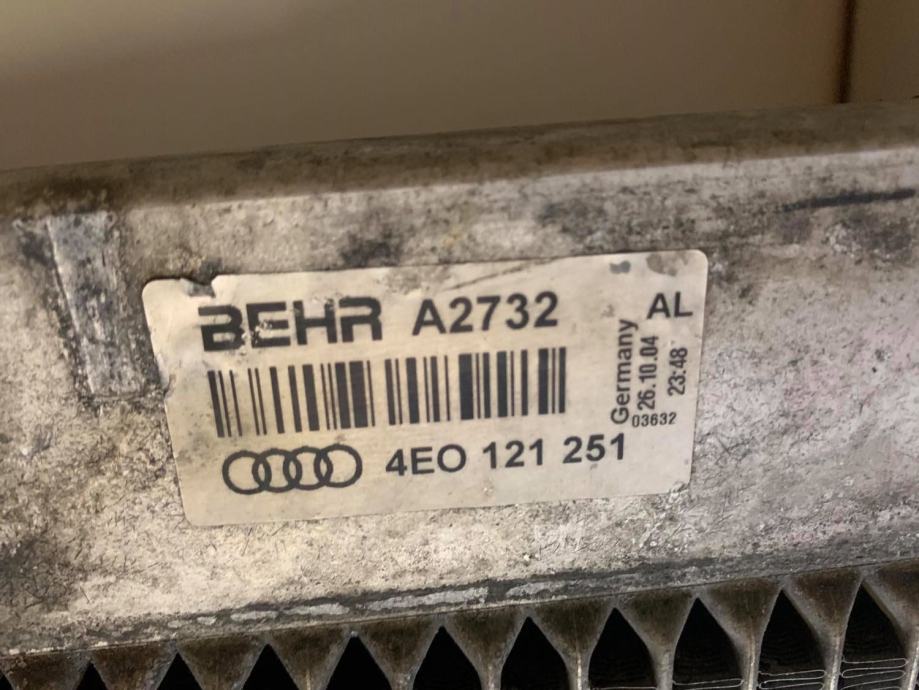 BEHR A2732
AL
Germany
26.10.04
23:48
03632
4EO 121 251